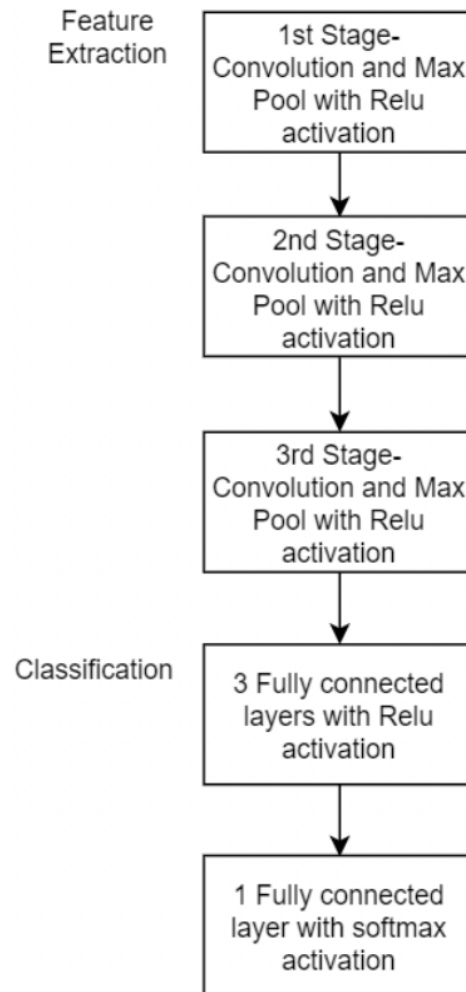 Feature
Extraction
1st Stage-
Convolution and Max
Pool with Relu
activation
2nd Stage-
Convolution and Max
Pool with Relu
activation
3rd Stage-
Convolution and Max
Pool with Relu
activation
Classification
3 Fully connected
layers with Relu
activation
1 Fully connected
layer with softmax
activation